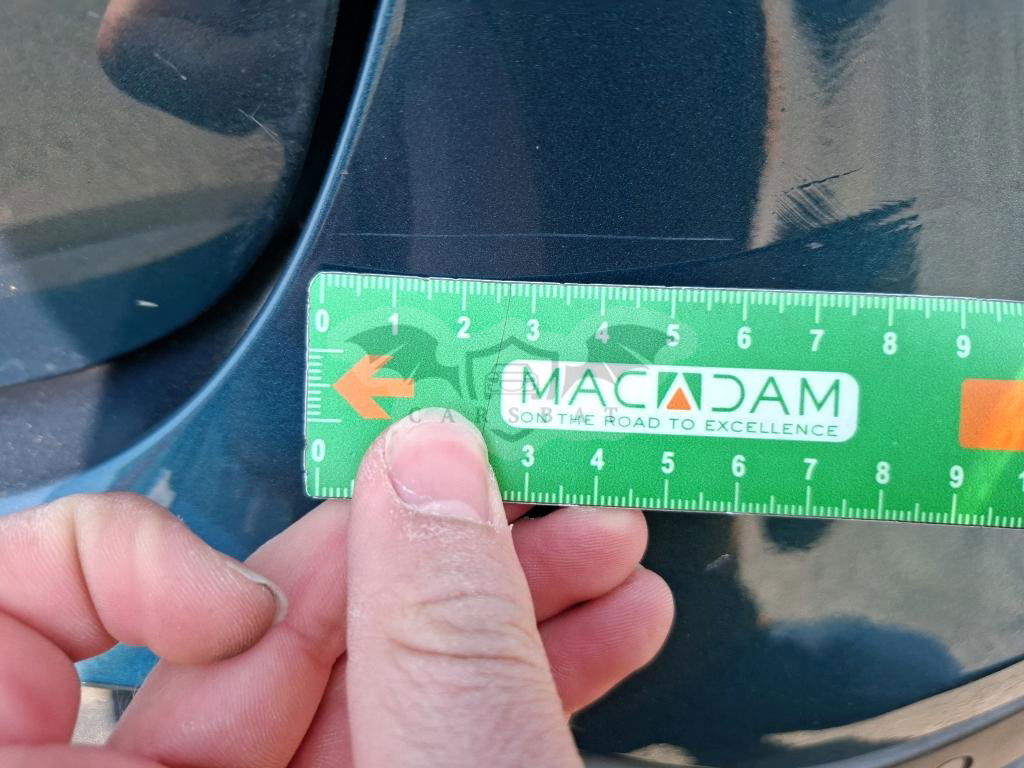 0 1 2 3 4 5 6 7 8 9
MACADAM
ON THE ROAD TO EXCELLENCE
CARSBAT
0 3 4 5 6 7 8 9